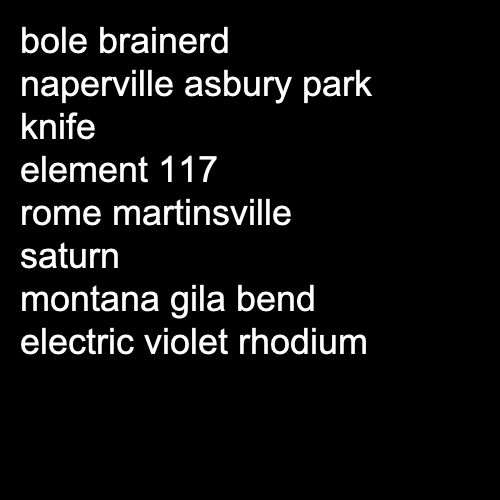 bole brainerd
naperville asbury park
knife
element 117
rome martinsville
saturn
montana gila bend
electric violet rhodium